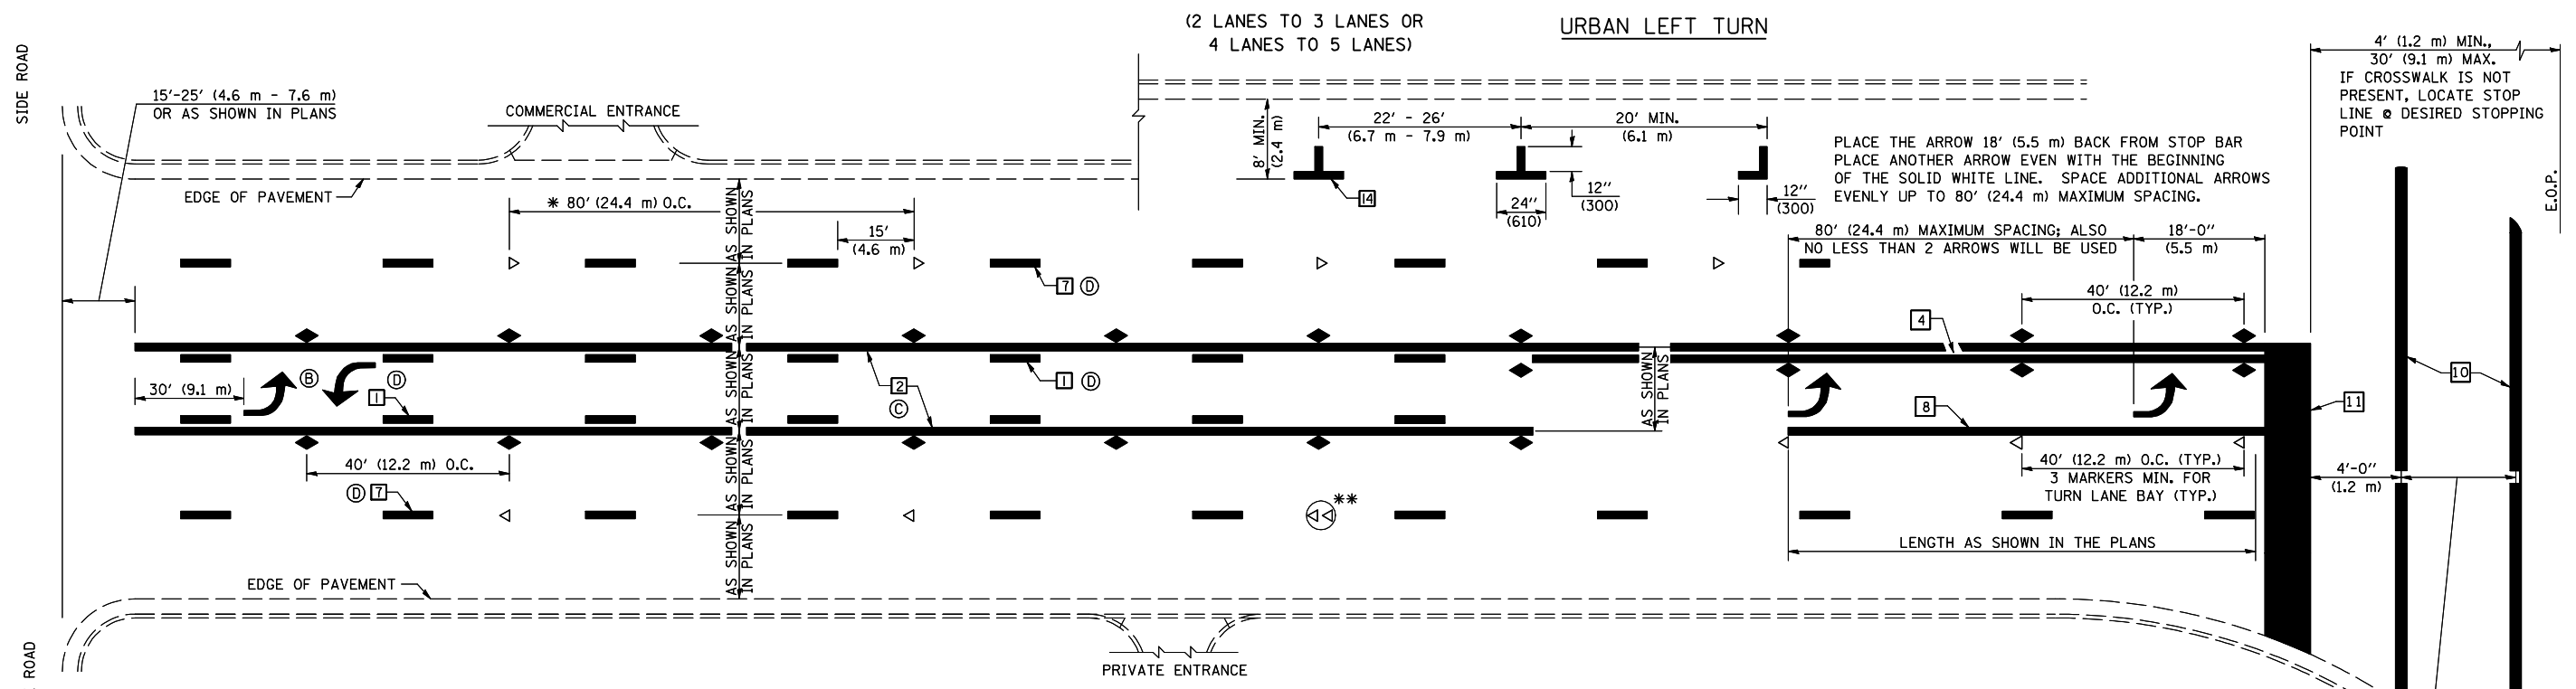 (2 LANES TO 3 LANES OR
4 LANES TO 5 LANES)
URBAN LEFT TURN
SIDE ROAD
15'-25' (4.6 m - 7.6 m)
OR AS SHOWN IN PLANS
COMMERCIAL ENTRANCE
EDGE OF PAVEMENT
* 80' (24.4 m) O.C.
15'
(4.6 m)
8' MIN.
(2.4 m)
22' - 26'
(6.7 m - 7.9 m)
20' MIN.
(6.1 m)
14
24"
(610)
12"
(300)
12"
(300)
PLACE THE ARROW 18' (5.5 m) BACK FROM STOP BAR
PLACE ANOTHER ARROW EVEN WITH THE BEGINNING
OF THE SOLID WHITE LINE. SPACE ADDITIONAL ARROWS
EVENLY UP TO 80' (24.4 m) MAXIMUM SPACING.
4' (1.2 m) MIN.,
30' (9.1 m) MAX.
IF CROSSWALK IS NOT
PRESENT, LOCATE STOP
LINE @ DESIRED STOPPING
POINT
E.O.P.
80' (24.4 m) MAXIMUM SPACING; ALSO
NO LESS THAN 2 ARROWS WILL BE USED
18'-0"
(5.5 m)
40' (12.2 m)
O.C. (TYP.)
AS SHOWN
IN PLANS
AS SHOWN
IN PLANS
AS SHOWN
IN PLANS
AS SHOWN
IN PLANS
AS SHOWN
IN PLANS
AS SHOWN
IN PLANS
7 D
4
30' (9.1 m)
B
D
1
2
C
1 D
8
10
11
40' (12.2 m) O.C.
D 7
**
40' (12.2 m) O.C. (TYP.)
3 MARKERS MIN. FOR
TURN LANE BAY (TYP.)
4'-0"
(1.2 m)
LENGTH AS SHOWN IN THE PLANS
EDGE OF PAVEMENT
PRIVATE ENTRANCE
ROAD